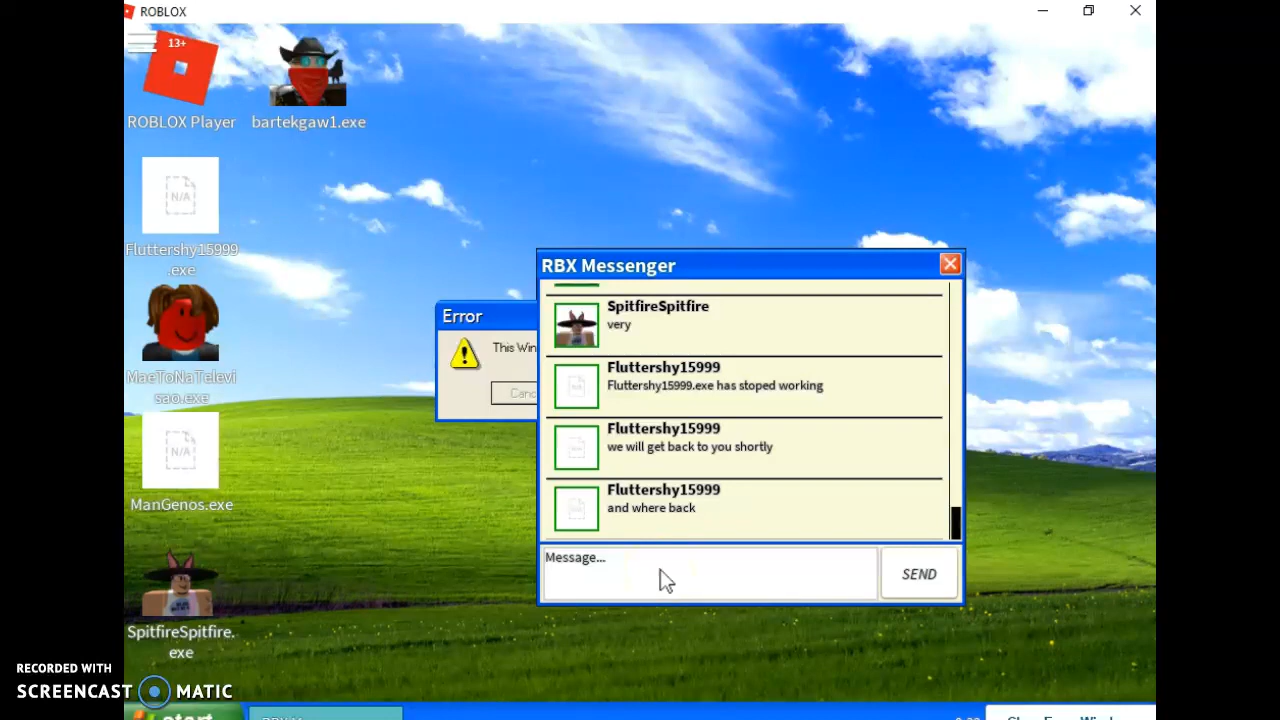 ROBLOX
13+
ROBLOX Player
bartekgaw1.exe
N/A
Fluttershy15999
.exe
MaeToNaTelevi
sao.exe
N/A
ManGenos.exe
SpitfireSpitfire.
exe
Error
This Win
Canc
RBX Messenger
SpitfireSpitfire
very
Fluttershy15999
Fluttershy15999.exe has stoped working
Fluttershy15999
we will get back to you shortly
Fluttershy15999
and where back
Message...
SEND
RECORDED WITH
SCREENCAST MATIC
start